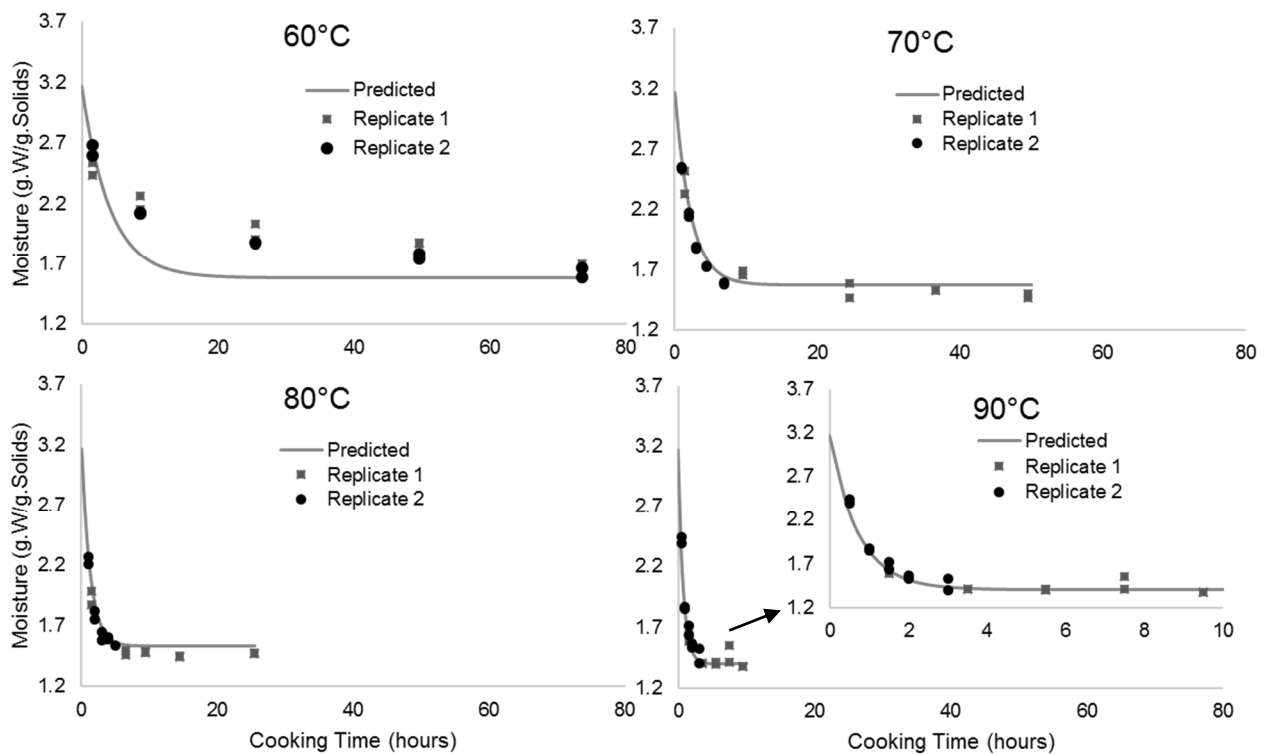 60°C
3.7
3.2
2.7
2.2
1.7
1.2
Moisture (g.W/g.Solids)
Predicted
Replicate 1
Replicate 2
0 20 40 60 80
70°C
3.7
3.2
2.7
2.2
1.7
1.2
Predicted
Replicate 1
Replicate 2
0 20 40 60 80
80°C
3.7
3.2
2.7
2.2
1.7
1.2
Moisture (g.W/g.Solids)
Predicted
Replicate 1
Replicate 2
0 20 40 60 80
Cooking Time (hours)
3.7
3.2
2.7
2.2
1.7
1.2
90°C
3.7
3.2
2.7
2.2
1.7
1.2
Predicted
Replicate 1
Replicate 2
0 2 4 6 8 10
0 20 40 60 80
Cooking Time (hours)